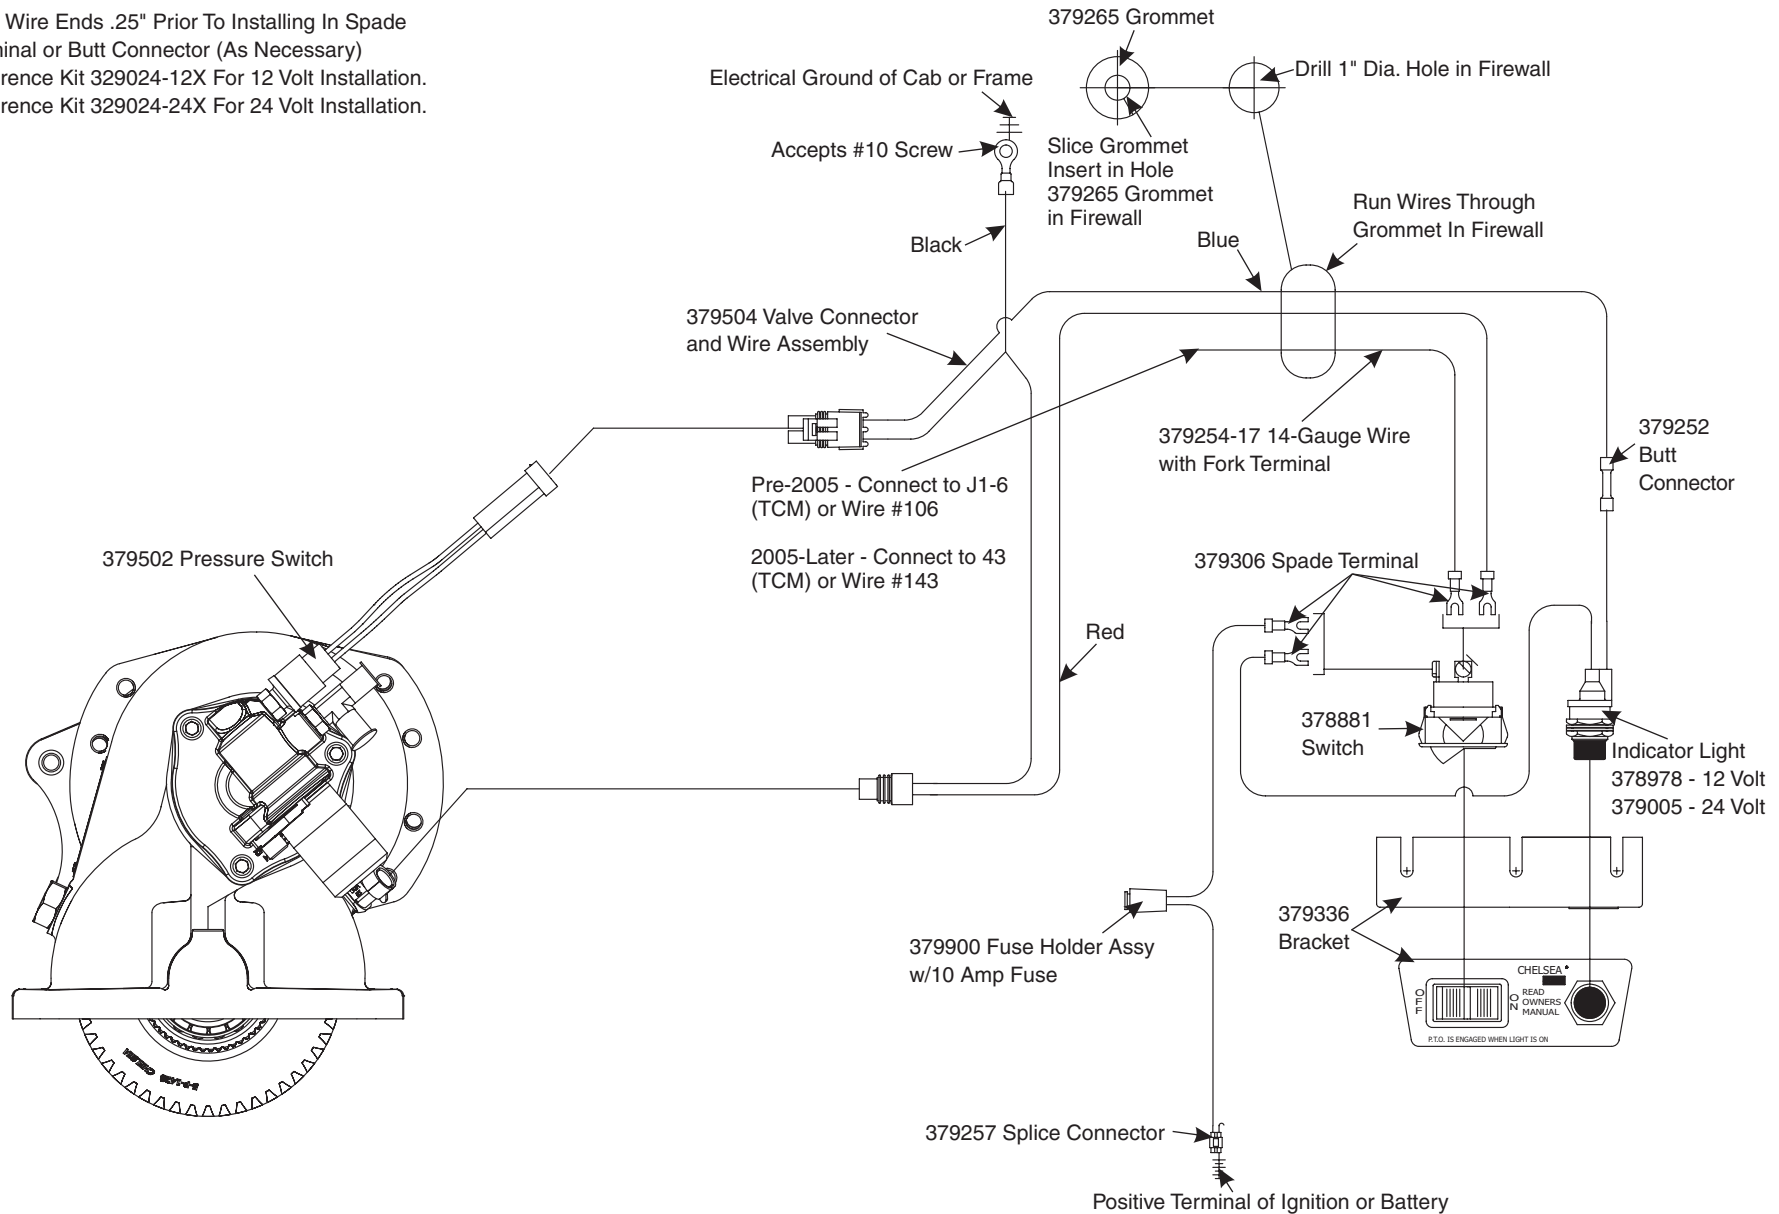 Wire Ends .25" Prior To Installing In Spade
minal or Butt Connector (As Necessary)
rence Kit 329024-12X For 12 Volt Installation.
rence Kit 329024-24X For 24 Volt Installation.
379265 Grommet
Electrical Ground of Cab or Frame
Drill 1" Dia. Hole in Firewall
Accepts #10 Screw
Slice Grommet
Insert in Hole
379265 Grommet
in Firewall
Run Wires Through
Grommet In Firewall
Black
Blue
379504 Valve Connector
and Wire Assembly
379254-17 14-Gauge Wire
with Fork Terminal
379252
Butt
Connector
Pre-2005 - Connect to J1-6
(TCM) or Wire #106
2005-Later - Connect to 43
(TCM) or Wire #143
379502 Pressure Switch
379306 Spade Terminal
Red
378881
Switch
Indicator Light
378978 - 12 Volt
379005 - 24 Volt
379900 Fuse Holder Assy
w/10 Amp Fuse
379336
Bracket
CHELSEA
OFF
ON
READ
OWNERS
MANUAL
P.T.O. IS ENGAGED WHEN LIGHT IS ON
CHELSEA
379257 Splice Connector
Positive Terminal of Ignition or Battery